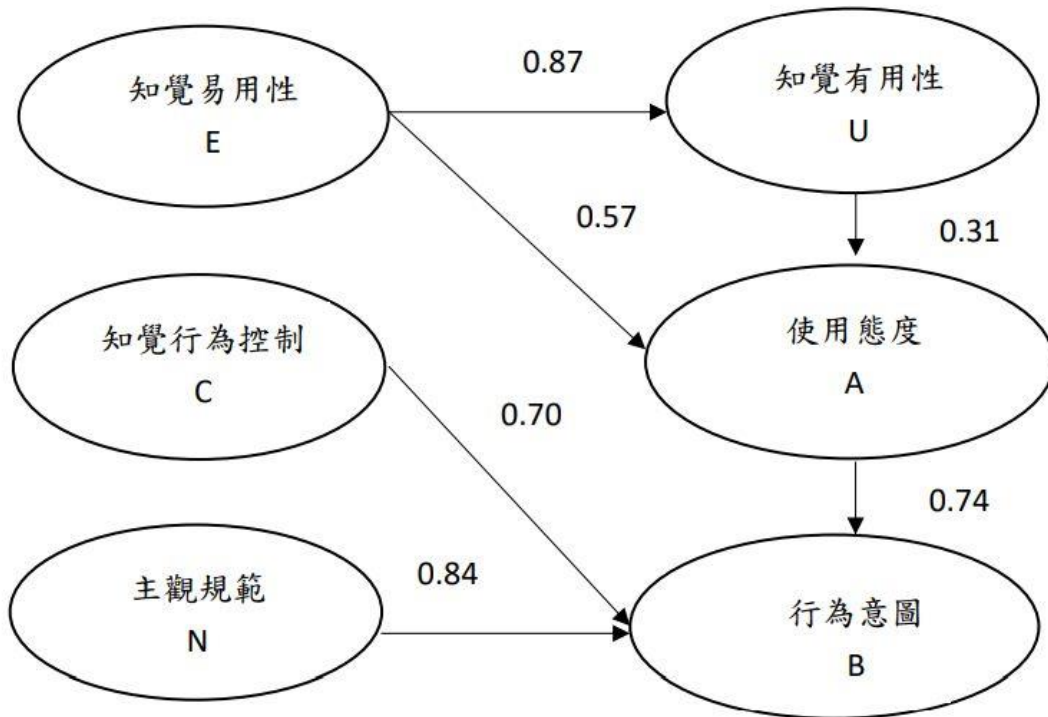 知覺易用性
E
0.87
知覺有用性
U
0.57
0.31
知覺行為控制
C
使用態度
A
0.70
0.74
主觀規範
N
0.84
行為意圖
B